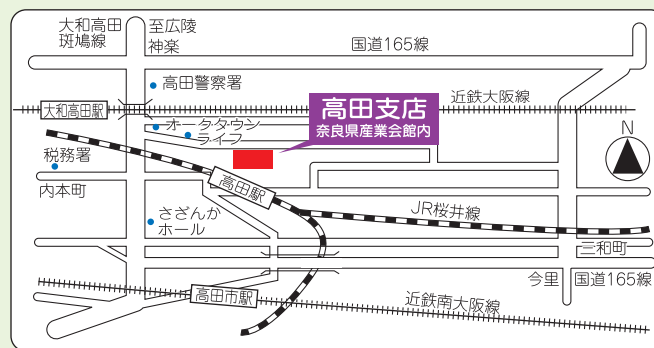 大和高田
斑鳩線
至広陵
神楽
国道165線
高田警察署
大和高田駅
近鉄大阪線
高田支店
奈良県産業会館内
オークタウン
ライフ
N
税務署
内本町
高田駅
JR桜井線
さざんか
ホール
三和町
今里
国道165線
高田市駅
近鉄南大阪線